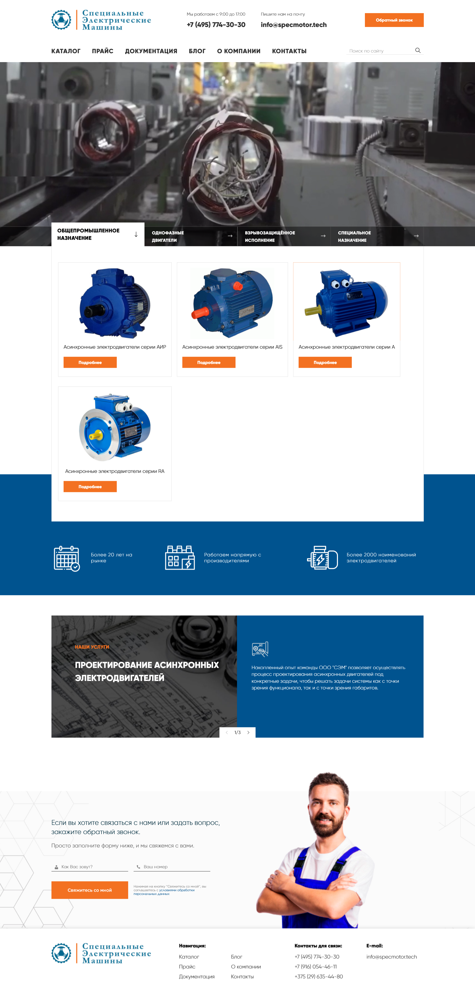 Специальные
Электрические
Машины
Мы работаем с 9:00 до 17:00
+7 (495) 774-30-30
Пишите нам на почту
info@specmotor.tech
Обратный звонок
КАТАЛОГ ПРАЙС ДОКУМЕНТАЦИЯ БЛОГ О КОМПАНИИ КОНТАКТЫ
Поиск по сайту
ОБЩЕПРОМЫШЛЕННОЕ
НАЗНАЧЕНИЕ
ОДНОФАЗНЫЕ
ДВИГАТЕЛИ
ВЗРЫВОЗАЩИЩЁННОЕ
ИСПОЛНЕНИЕ
СПЕЦИАЛЬНОЕ
НАЗНАЧЕНИЕ
Асинхронные электродвигатели серии АИР
Подробнее
Асинхронные электродвигатели серии AIS
Подробнее
Асинхронные электродвигатели серии А
Подробнее
Асинхронные электродвигатели серии RA
Подробнее
Более 20 лет на
рынке
Работаем напрямую с
производителями
Более 2000 наименований
электродвигателей
НАШИ УСЛУГИ
ПРОЕКТИРОВАНИЕ АСИНХРОННЫХ
ЭЛЕКТРОДВИГАТЕЛЕЙ
Накопленный опыт команды ООО "СЭМ" позволяет осуществлять
процесс проектирования асинхронных двигателей под
конкретные задачи, чтобы решать задачи системы как с точки
зрения функционала, так и с точки зрения габаритов.
1/3
Если вы хотите связаться с нами или задать вопрос,
закажите обратный звонок.
Просто заполните форму ниже, и мы свяжемся с вами.
Как Вас зовут?
Ваш номер
Свяжитесь со мной
Нажимая на кнопку "Свяжитесь со мной", вы
соглашаетесь с условиями обработки
персональных данных
Специальные
Электрические
Машины
Навигация:
Каталог
Прайс
Документация
Блог
О компании
Контакты
Контакты для связи:
+7 (495) 774-30-30
+7 (916) 054-46-11
+375 (29) 635-44-80
E-mail:
info@specmotor.tech